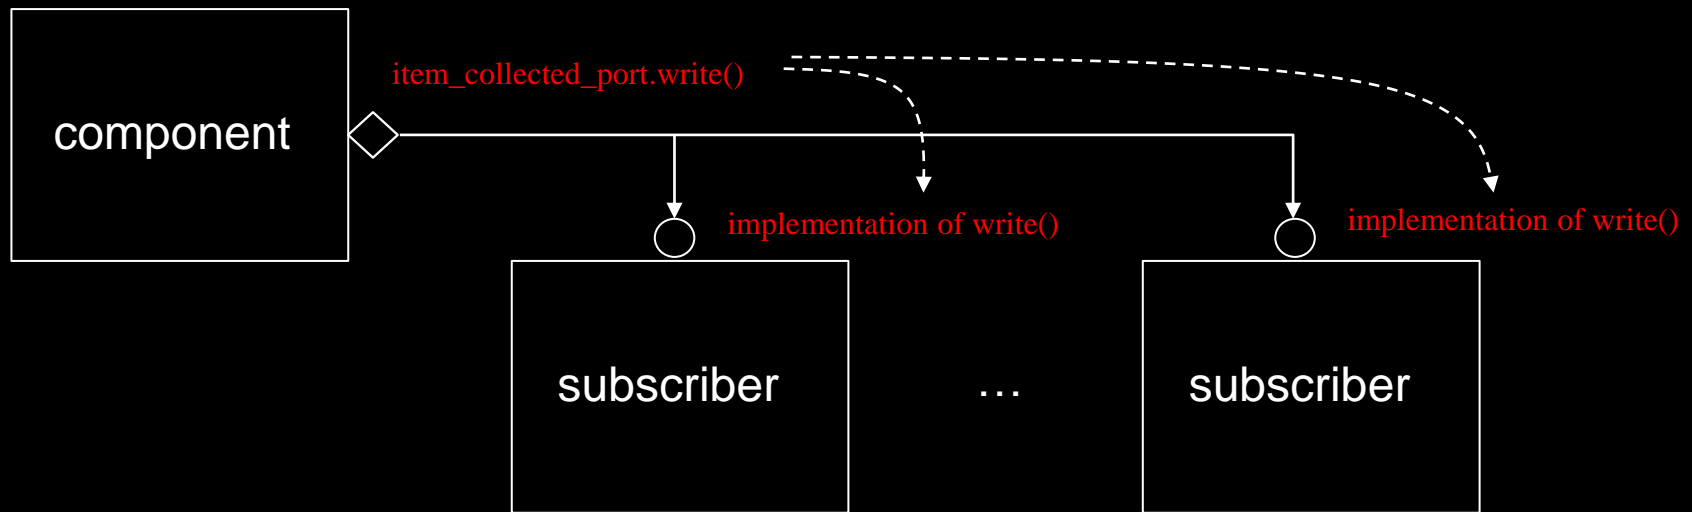 item_collected_port.write()
component
implementation of write()
implementation of write()
subscriber
...
subscriber